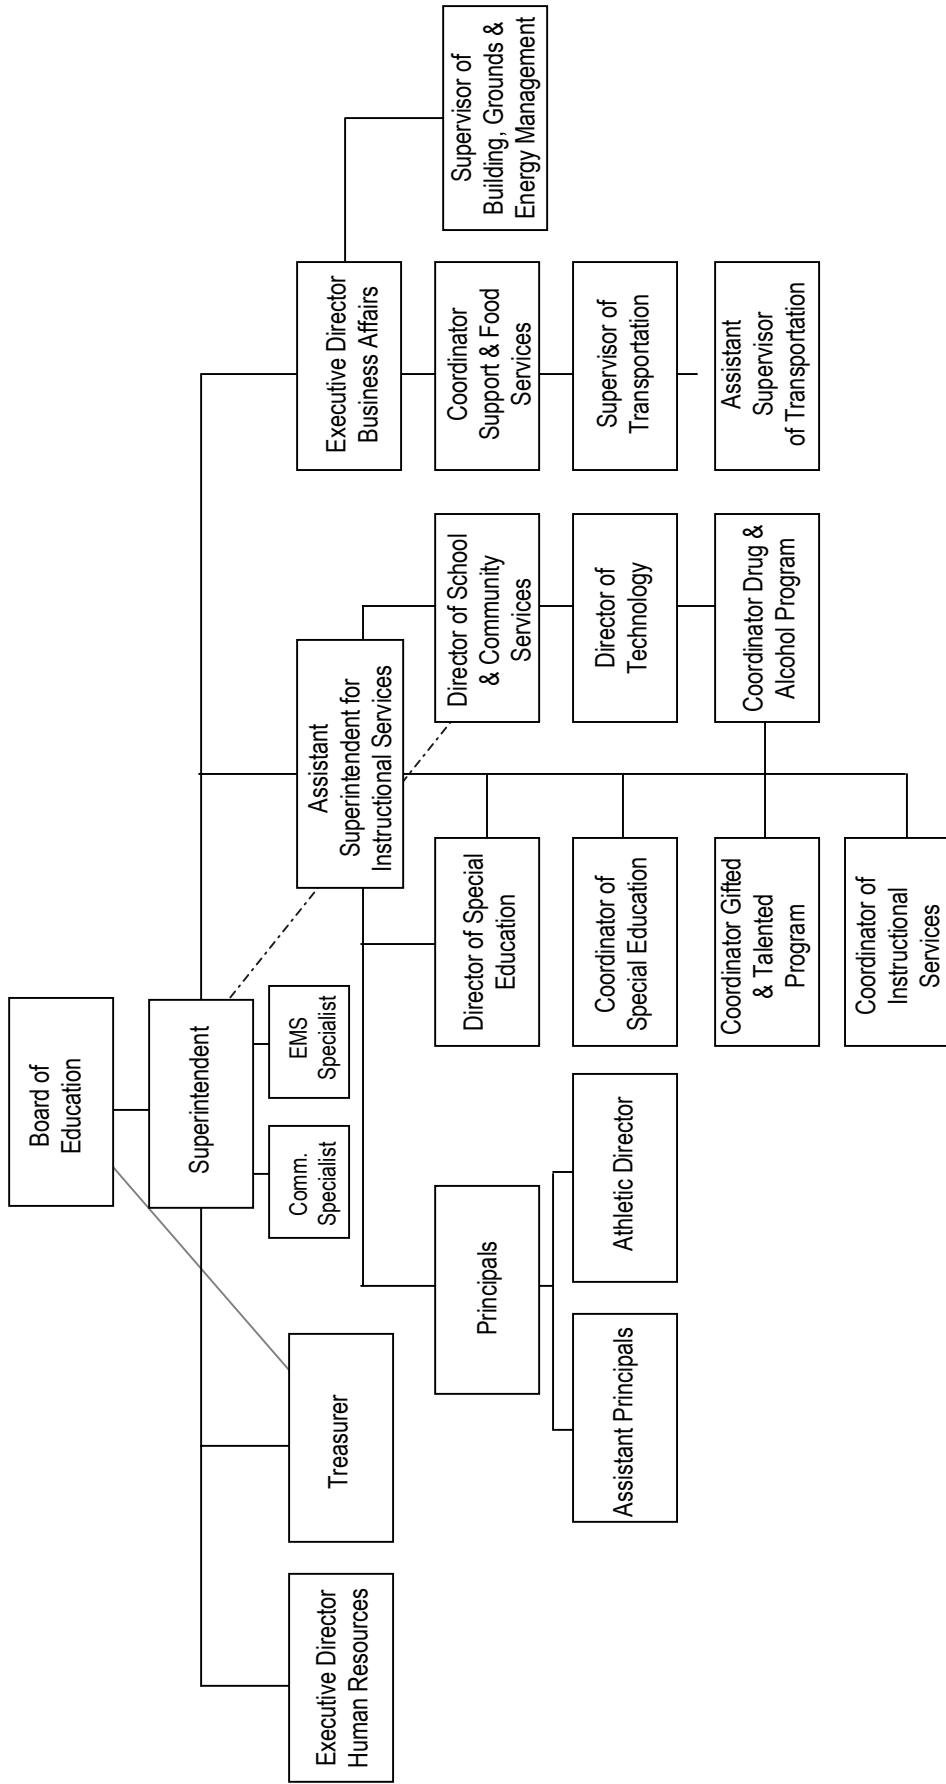 Board of
Education
Superintendent
Comm.
Specialist
EMS
Specialist
Executive Director
Human Resources
Treasurer
Assistant
Superintendent for
Instructional Services
Executive Director
Business Affairs
Principals
Assistant Principals
Athletic Director
Director of Special
Education
Coordinator of
Special Education
Coordinator Gifted
& Talented
Program
Coordinator of
Instructional
Services
Director of School
& Community
Services
Director of
Technology
Coordinator Drug &
Alcohol Program
Coordinator
Support & Food
Services
Supervisor of
Transportation
Assistant
Supervisor
of Transportation
Supervisor of
Building, Grounds &
Energy Management